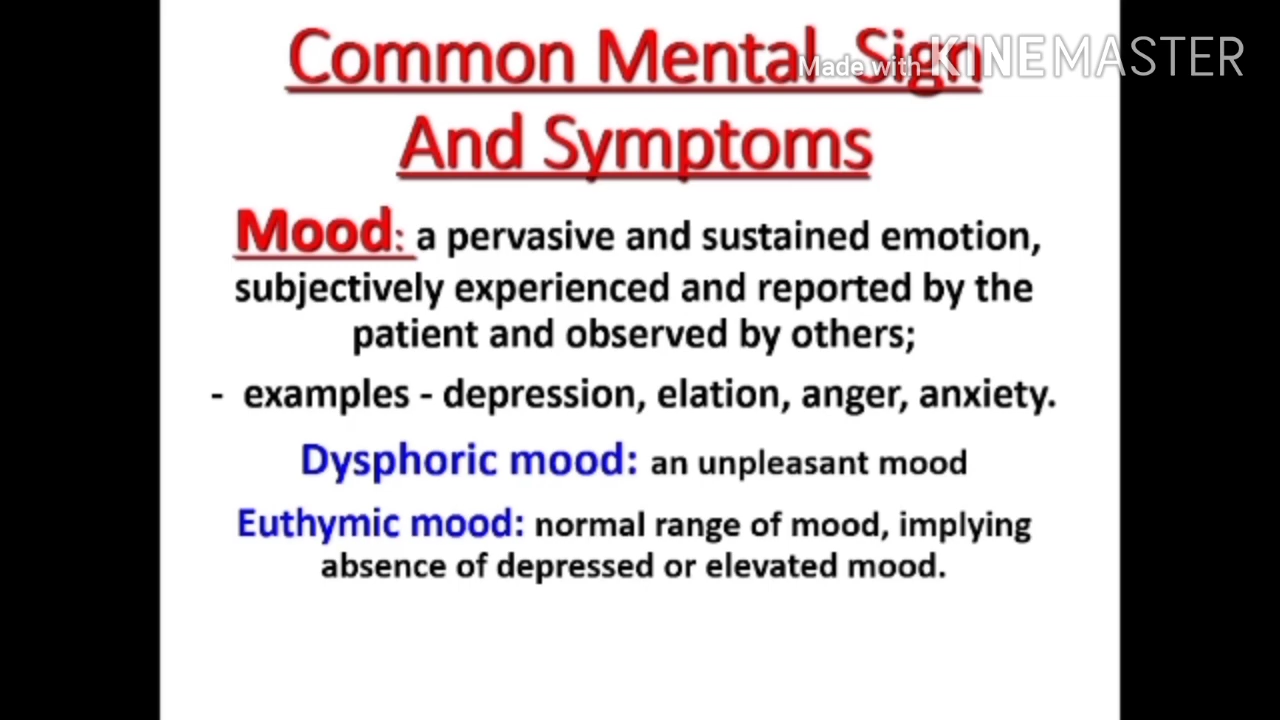 Common Mental Sign
Made with KINEMASTER
And Symptoms
Mood: a pervasive and sustained emotion,
subjectively experienced and reported by the
patient and observed by others;
- examples - depression, elation, anger, anxiety.
Dysphoric mood: an unpleasant mood
Euthymic mood: normal range of mood, implying
absence of depressed or elevated mood.